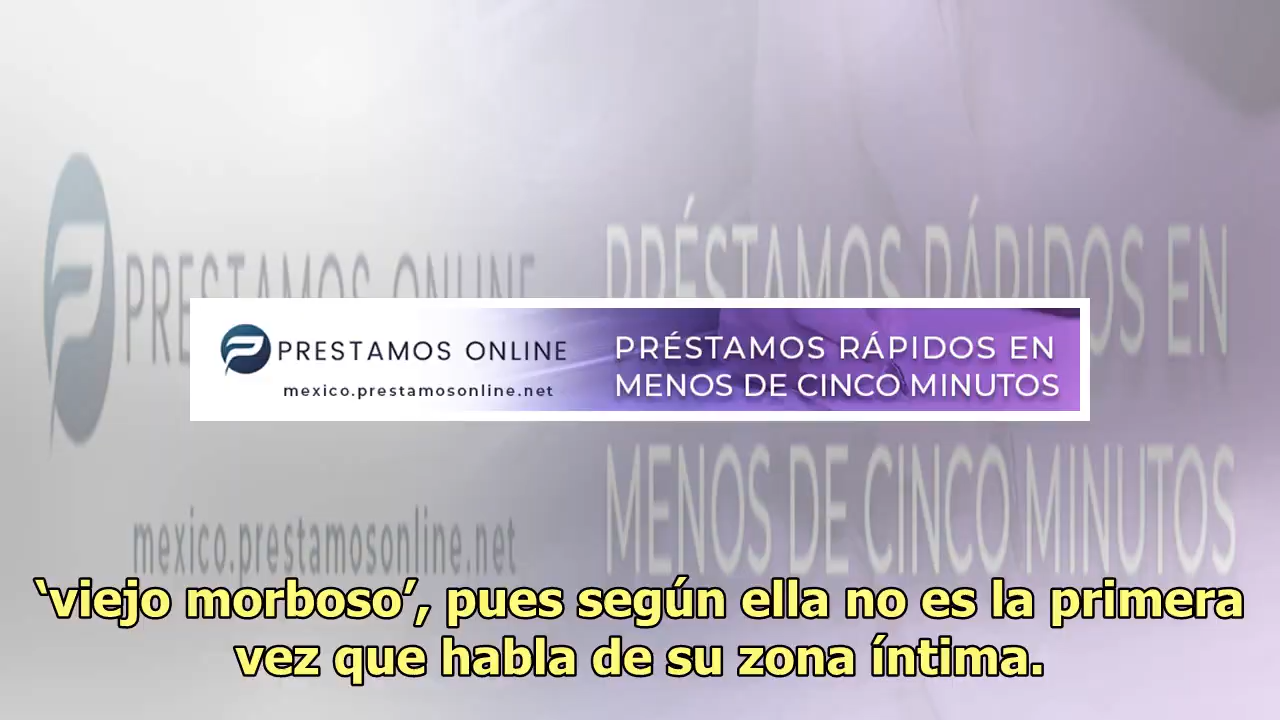 PRESTAMOS ONLINE
PRÉSTAMOS RÁPIDOS EN
PRESTAMOS ONLINE
mexico.prestamosonline.net
PRÉSTAMOS RÁPIDOS EN
MENOS DE CINCO MINUTOS
MENOS DE CINCO MINUTOS
mexico.prestamosonline.net
‘viejo morboso’, pues según ella no es la primera
vez que habla de su zona íntima.